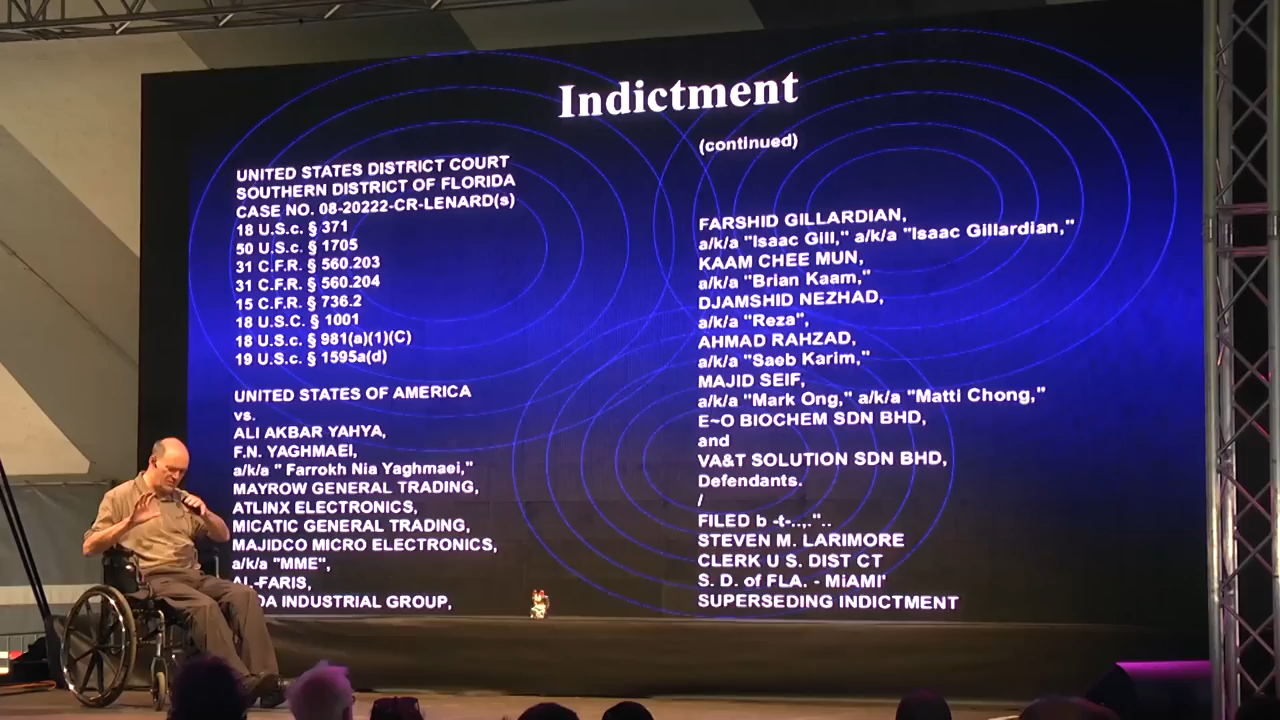 Indictment
UNITED STATES DISTRICT COURT
SOUTHERN DISTRICT OF FLORIDA
CASE NO. 08-20222-CR-LENARD(s)
18 U.S.c. § 371
50 U.S.c. § 1705
31 C.F.R. § 560.203
31 C.F.R. § 560.204
15 C.F.R. § 736.2
18 U.S.C. § 1001
18 U.S.c. § 981(a)(1)(C)
19 U.S.c. § 1595a(d)
UNITED STATES OF AMERICA
vs.
ALI AKBAR YAHYA,
F.N. YAGHMAEI,
a/k/a " Farrokh Nia Yaghmaei,"
MAYROW GENERAL TRADING,
ATLINX ELECTRONICS,
MICATIC GENERAL TRADING,
MAJIDCO MICRO ELECTRONICS,
a/k/a "MME",
AL-FARIS,
INDUSTRIAL GROUP,
(continued)
FARSHID GILLARDIAN,
a/k/a "Isaac Gill," a/k/a "Isaac Gillardian,"
KAAM CHEE MUN,
a/k/a "Brian Kaam,"
DJAMSHID NEZHAD,
a/k/a "Reza",
AHMAD RAHZAD,
a/k/a "Saeb Karim,"
MAJID SEIF,
a/k/a "Mark Ong," a/k/a "Matti Chong,"
E~O BIOCHEM SDN BHD,
and
VA&T SOLUTION SDN BHD,
Defendants.
/
FILED b -t-..,."..
STEVEN M. LARIMORE
CLERK U S. DIST CT
S. D. of FLA. - MiAMI'
SUPERSEDING INDICTMENT